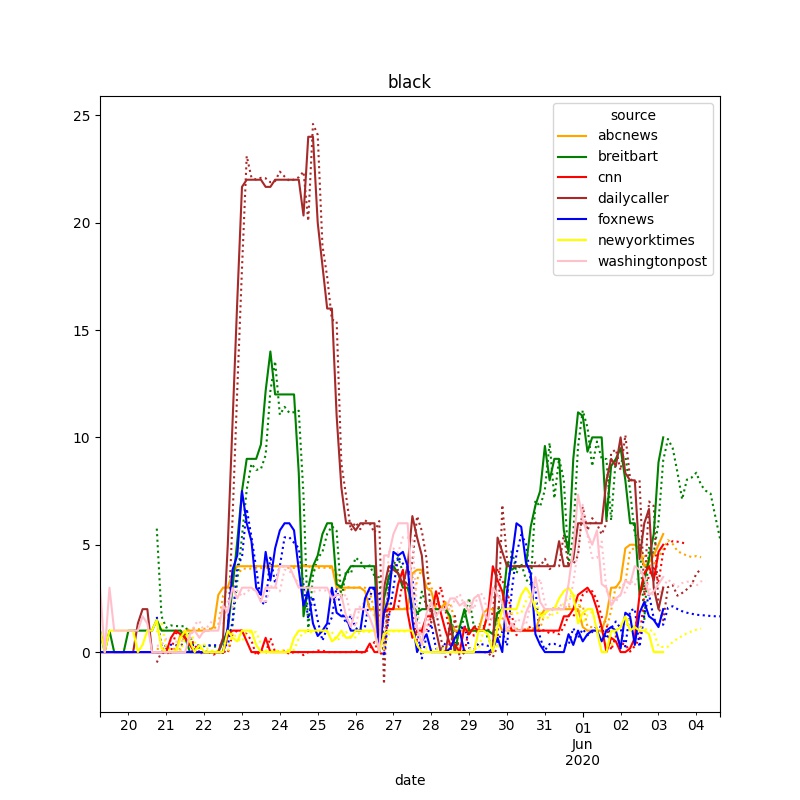 black
25
20
15
10
5
0
source
abcnews
breitbart
cnn
dailycaller
foxnews
newyorktimes
washingtonpost
20 21 22 23 24 25 26 27 28 29 30 31 01 02 03 04
Jun
2020
date